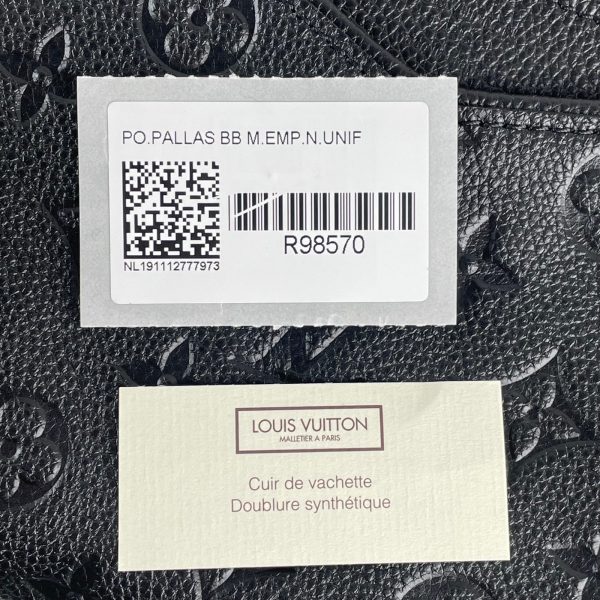 PO.PALLAS BB M.EMP.N.UNIF
NL191112777973
R98570
LOUIS VUITTON
MALLETIER A PARIS
Cuir de vachette
Doublure synthétique